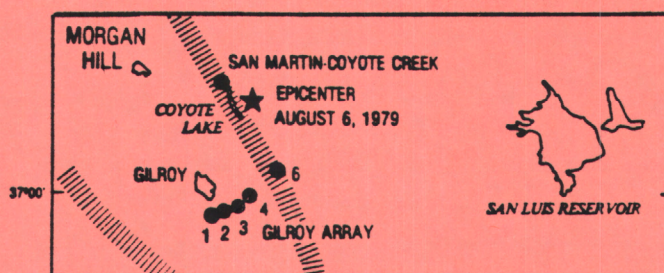 MORGAN
HILL
SAN MARTIN-COYOTE CREEK
EPICENTER
AUGUST 6, 1979
COYOTE
LAKE
GILROY
6
37°00'
4
1 2 3 GILROY ARRAY
SAN LUIS RESERVOIR